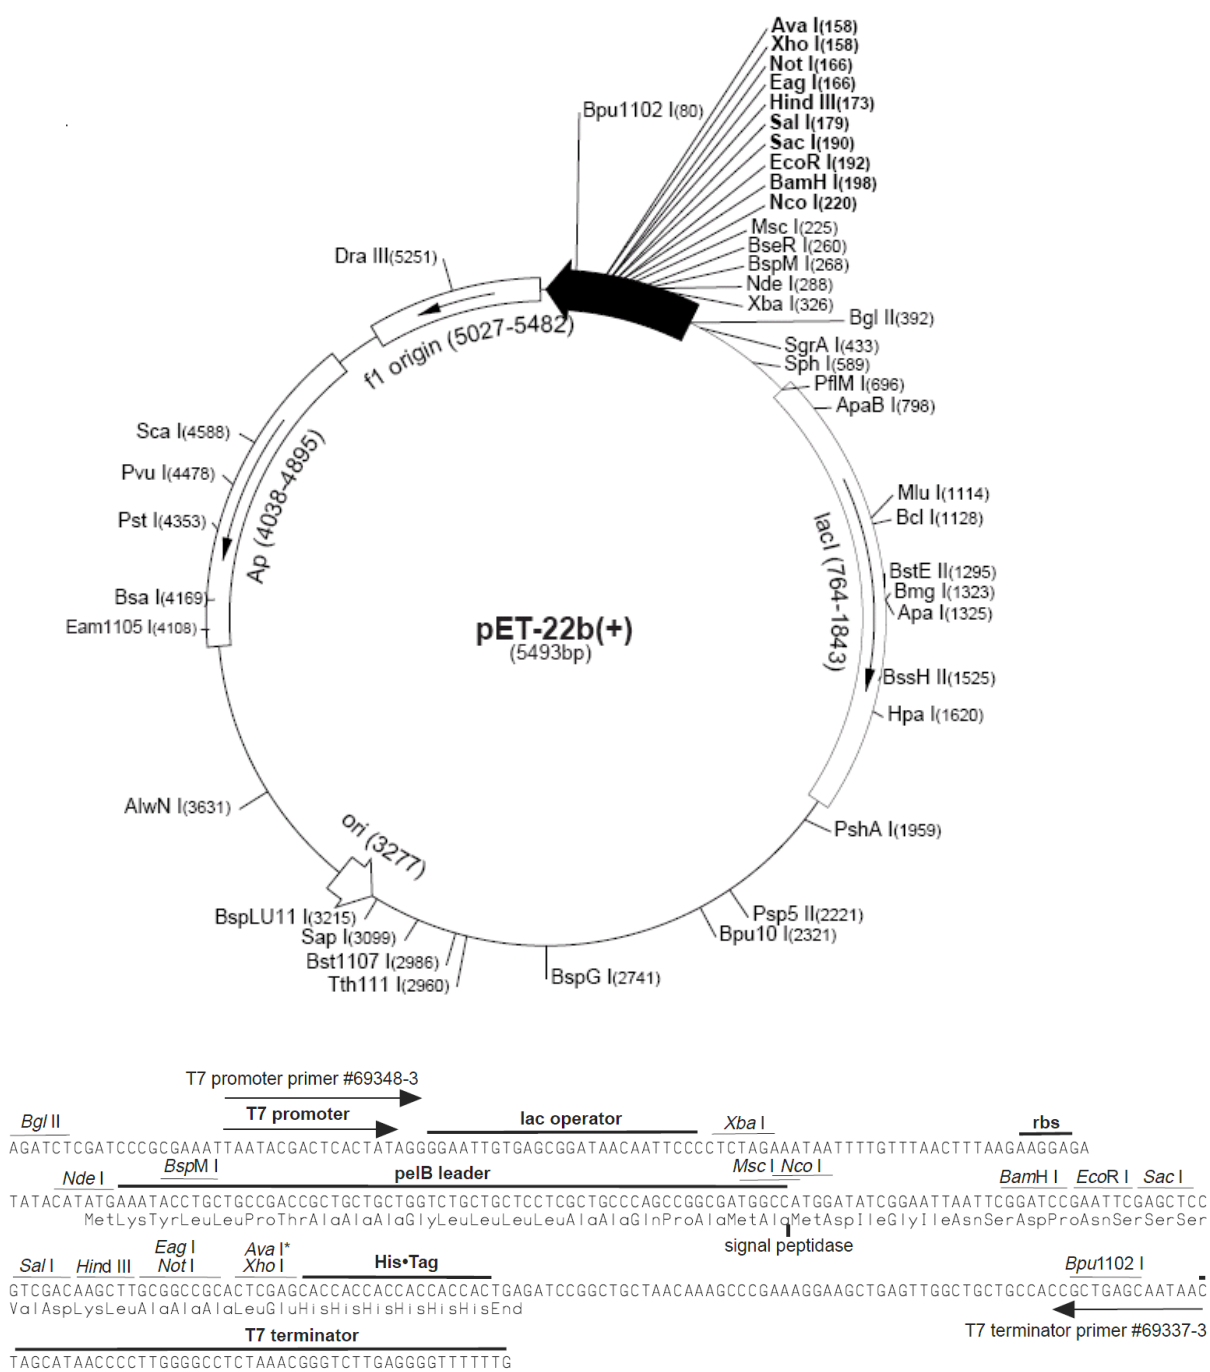 Ava I(158)
Xho I(158)
Not I(166)
Eag I(166)
Hind III(173)
Sal I(179)
Sac I(190)
EcoR I(192)
BamH I(198)
Nco I(220)
Bpu1102 I(80)
Msc I(225)
BseR I(260)
BspM I(268)
Nde I(288)
Xba I(326)
Bgl II(392)
SgrA I(433)
Sph I(589)
PflM I(696)
ApaB I(798)
Dra III(5251)
f1 origin (5027-5482)
Sca I(4588)
Pvu I(4478)
Pst I(4353)
Ap (4038-4895)
Bsa I(4169)
Eam1105 I(4108)
Mlu I(1114)
Bcl I(1128)
lacI (764-1843)
BstE II(1295)
Bmg I(1323)
Apa I(1325)
pET-22b(+)
(5493bp)
BssH II(1525)
Hpa I(1620)
AlwN I(3631)
ori (3277)
PshA I(1959)
BspLU11 I(3215)
Sap I(3099)
Bst1107 I(2986)
Tth111 I(2960)
BspG I(2741)
Psp5 II(2221)
Bpu10 I(2321)
T7 promoter primer #69348-3
Bgl II T7 promoter lac operator Xba I rbs
AGATCTCGATCCCGCGAAATTAATACGACTCACTATAGGGGAATTGTGAGCGGATAACAATTCCCCTCTAGAAATAATTTTGTTTAACTTTAAGAAGGAGA
Nde I BspM I pelB leader Msc I Nco I BamH I EcoR I Sac I
TATACATATGAAATACCTGCTGCCGACCGCTGCTGCTGGTCTGCTGCTCCTCGCTGCCCAGCCGGCGATGGCCATGGATATCGGAATTAATTCGGATCCGAATTCGAGCTCC
MetLysTyrLeuLeuProThrAlaAlaAlaGlyLeuLeuLeuLeuAlaAlaGlnProAlaMetAlaMetAspIleGlyIleAsnSerAspProAsnSerSerSer
signal peptidase
Sal I Hind III Eag I Not I Ava I* Xho I His•Tag Bpu1102 I
GTCGACAAGCTTGCGGCCGCACTCGAGCACCACCACCACCACCACTGAGATCCGGCTGCTAACAAAGCCCGAAAGGAAGCTGAGTTGGCTGCTGCCACCGCTGAGCAATAAC
ValAspLysLeuAlaAlaAlaLeuGluHisHisHisHisHisHisEnd
T7 terminator T7 terminator primer #69337-3
TAGCATAACCCCTTGGGGCCTCTAAACGGGTCTTGAGGGGTTTTTTG